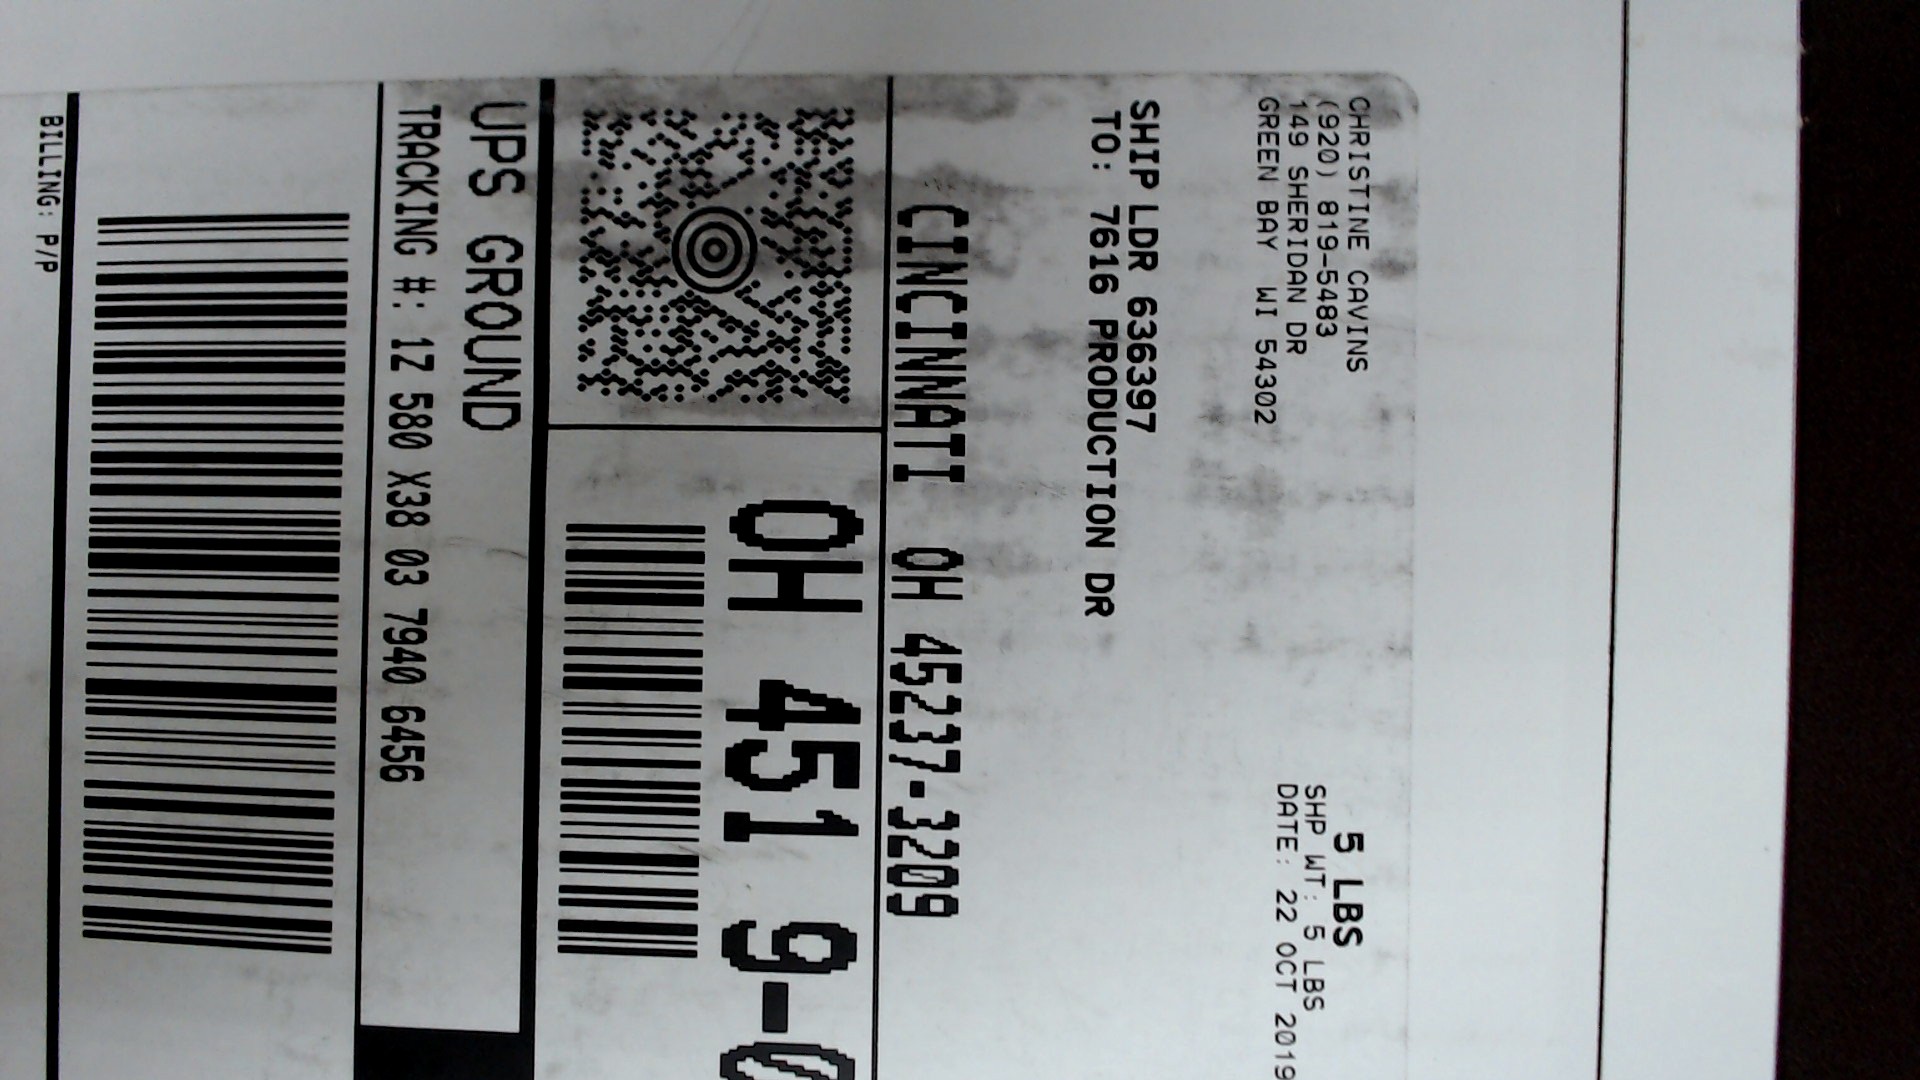 CHRISTINE CAVINS
(920) 819-5483
149 SHERIDAN DR
GREEN BAY WI 54302
5 LBS
SHP WT: 5 LBS
DATE: 22 OCT 2019
SHIP LDR 636397
TO: 7616 PRODUCTION DR
CINCINNATI OH 45237-3209
OH 451 9-0
UPS GROUND
TRACKING #: 1Z 580 X38 03 7940 6456
BILLING: P/P